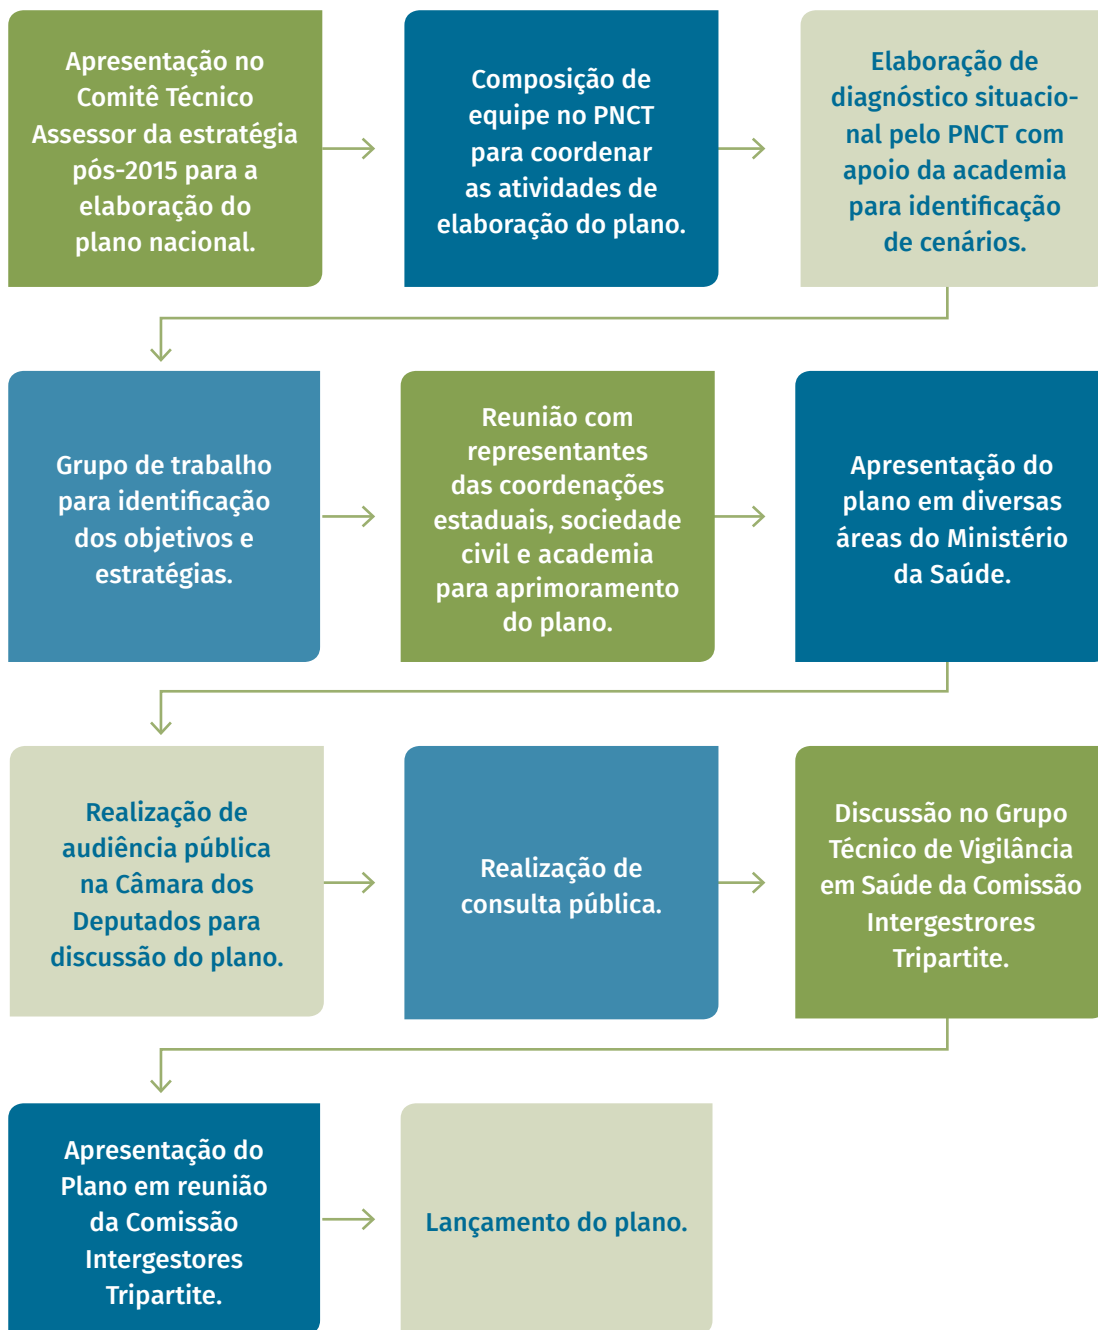 Apresentação no
Comitê Técnico
Assessor da estratégia
pós-2015 para a
elaboração do
plano nacional.
Composição de
equipe no PNCT
para coordenar
as atividades de
elaboração do plano.
Elaboração de
diagnóstico situacio-
nal pelo PNCT com
apoio da academia
para identificação
de cenários.
Grupo de trabalho
para identificação
dos objetivos e
estratégias.
Reunião com
representantes
das coordenações
estaduais, sociedade
civil e academia
para aprimoramento
do plano.
Apresentação do
plano em diversas
áreas do Ministério
da Saúde.
Realização de
audiência pública
na Câmara dos
Deputados para
discussão do plano.
Realização de
consulta pública.
Discussão no Grupo
Técnico de Vigilância
em Saúde da Comissão
Intergestrores
Tripartite.
Apresentação do
Plano em reunião
da Comissão
Intergestores
Tripartite.
Lançamento do plano.